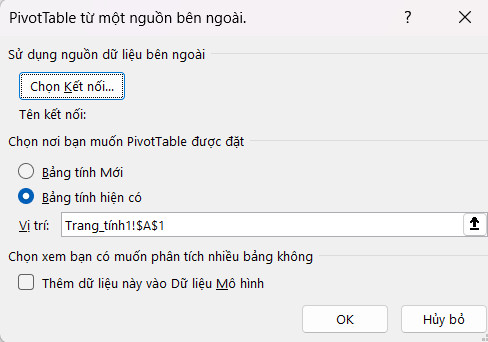 PivotTable từ một nguồn bên ngoài. ?
Sử dụng nguồn dữ liệu bên ngoài
Chọn Kết nối...
Tên kết nối:
Chọn nơi bạn muốn PivotTable được đặt
Bảng tính Mới
Bảng tính hiện có
Vị trí: Trang_tính1!$A$1
Chọn xem bạn có muốn phân tích nhiều bảng không
Thêm dữ liệu này vào Dữ liệu Mô hình
OK Hủy bỏ